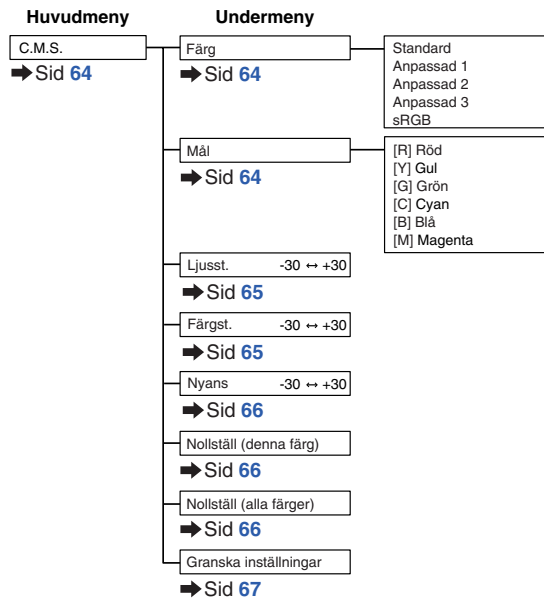 Huvudmeny
Undermeny
C.M.S.
➡ Sid 64
Färg
➡ Sid 64
Standard
Anpassad 1
Anpassad 2
Anpassad 3
sRGB
Mål
➡ Sid 64
[R] Röd
[Y] Gul
[G] Grön
[C] Cyan
[B] Blå
[M] Magenta
Ljusst. -30 ↔ +30
➡ Sid 65
Färgst. -30 ↔ +30
➡ Sid 65
Nyans -30 ↔ +30
➡ Sid 66
Nollställ (denna färg)
➡ Sid 66
Nollställ (alla färger)
➡ Sid 66
Granska inställningar
➡ Sid 67